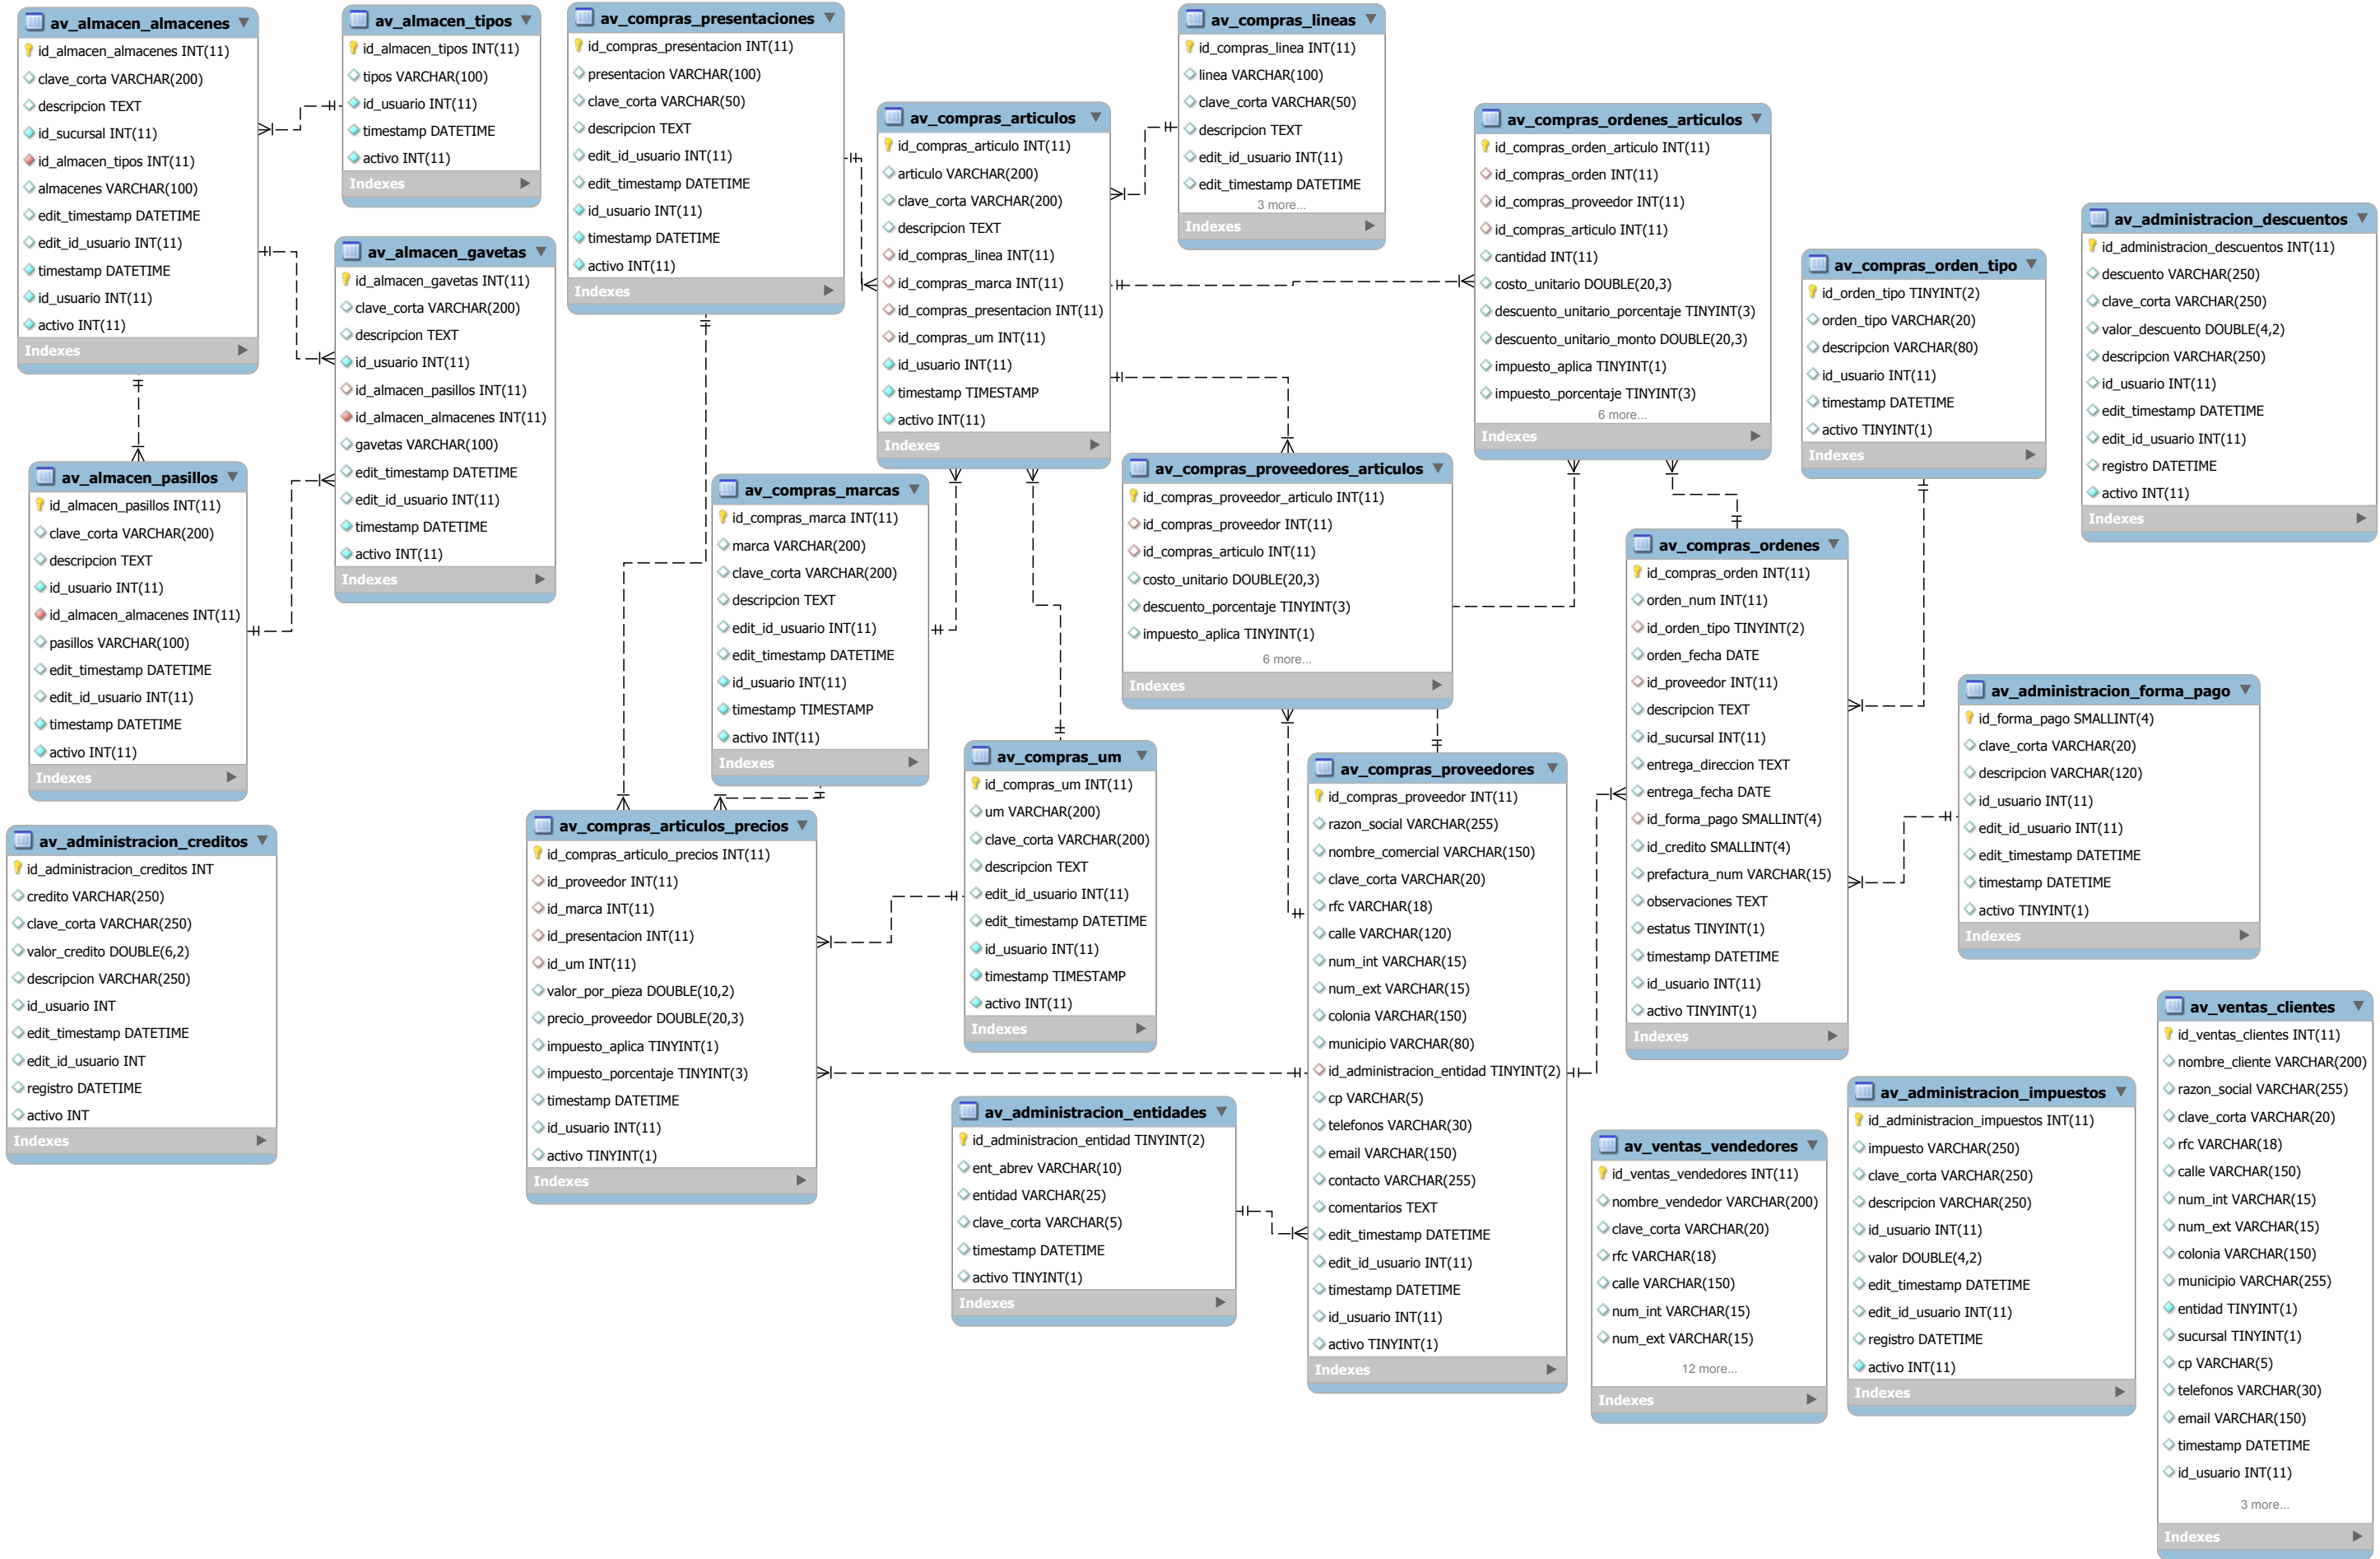 av_almacen_almacenes
id_almacen_almacenes INT(11)
clave_corta VARCHAR(200)
descripcion TEXT
id_sucursal INT(11)
id_almacen_tipos INT(11)
almacenes VARCHAR(100)
edit_timestamp DATETIME
edit_id_usuario INT(11)
timestamp DATETIME
id_usuario INT(11)
activo INT(11)
Indexes
av_almacen_tipos
id_almacen_tipos INT(11)
tipos VARCHAR(100)
id_usuario INT(11)
timestamp DATETIME
activo INT(11)
Indexes
av_compras_presentaciones
id_compras_presentacion INT(11)
presentacion VARCHAR(100)
clave_corta VARCHAR(50)
descripcion TEXT
edit_id_usuario INT(11)
edit_timestamp DATETIME
id_usuario INT(11)
timestamp DATETIME
activo INT(11)
Indexes
av_compras_articulos
id_compras_articulo INT(11)
articulo VARCHAR(200)
clave_corta VARCHAR(200)
descripcion TEXT
id_compras_linea INT(11)
id_compras_marca INT(11)
id_compras_presentacion INT(11)
id_compras_um INT(11)
id_usuario INT(11)
timestamp TIMESTAMP
activo INT(11)
Indexes
av_compras_lineas
id_compras_linea INT(11)
linea VARCHAR(100)
clave_corta VARCHAR(50)
descripcion TEXT
edit_id_usuario INT(11)
edit_timestamp DATETIME
3 more...
Indexes
av_compras_ordenes_articulos
id_compras_orden_articulo INT(11)
id_compras_orden INT(11)
id_compras_proveedor INT(11)
id_compras_articulo INT(11)
cantidad INT(11)
costo_unitario DOUBLE(20,3)
descuento_unitario_porcentaje TINYINT(3)
descuento_unitario_monto DOUBLE(20,3)
impuesto_aplica TINYINT(1)
impuesto_porcentaje TINYINT(3)
6 more...
Indexes
av_compras_orden_tipo
id_orden_tipo TINYINT(2)
orden_tipo VARCHAR(20)
descripcion VARCHAR(80)
id_usuario INT(11)
timestamp DATETIME
activo TINYINT(1)
Indexes
av_administracion_descuentos
id_administracion_descuentos INT(11)
descuento VARCHAR(250)
clave_corta VARCHAR(250)
valor_descuento DOUBLE(4,2)
descripcion VARCHAR(250)
id_usuario INT(11)
edit_timestamp DATETIME
edit_id_usuario INT(11)
registro DATETIME
activo INT(11)
Indexes
av_almacen_gavetas
id_almacen_gavetas INT(11)
clave_corta VARCHAR(200)
descripcion TEXT
id_usuario INT(11)
id_almacen_pasillos INT(11)
id_almacen_almacenes INT(11)
gavetas VARCHAR(100)
edit_timestamp DATETIME
edit_id_usuario INT(11)
timestamp DATETIME
activo INT(11)
Indexes
av_almacen_pasillos
id_almacen_pasillos INT(11)
clave_corta VARCHAR(200)
descripcion TEXT
id_usuario INT(11)
id_almacen_almacenes INT(11)
pasillos VARCHAR(100)
edit_timestamp DATETIME
edit_id_usuario INT(11)
timestamp DATETIME
activo INT(11)
Indexes
av_compras_marcas
id_compras_marca INT(11)
marca VARCHAR(200)
clave_corta VARCHAR(200)
descripcion TEXT
edit_id_usuario INT(11)
edit_timestamp DATETIME
id_usuario INT(11)
timestamp TIMESTAMP
activo INT(11)
Indexes
av_compras_proveedores_articulos
id_compras_proveedor_articulo INT(11)
id_compras_proveedor INT(11)
id_compras_articulo INT(11)
costo_unitario DOUBLE(20,3)
descuento_porcentaje TINYINT(3)
impuesto_aplica TINYINT(1)
6 more...
Indexes
av_compras_ordenes
id_compras_orden INT(11)
orden_num INT(11)
id_orden_tipo TINYINT(2)
orden_fecha DATE
id_proveedor INT(11)
descripcion TEXT
id_sucursal INT(11)
entrega_direccion TEXT
entrega_fecha DATE
id_forma_pago SMALLINT(4)
id_credito SMALLINT(4)
prefactura_num VARCHAR(15)
observaciones TEXT
estatus TINYINT(1)
timestamp DATETIME
id_usuario INT(11)
activo TINYINT(1)
Indexes
av_administracion_forma_pago
id_forma_pago SMALLINT(4)
clave_corta VARCHAR(20)
descripcion VARCHAR(120)
id_usuario INT(11)
edit_id_usuario INT(11)
edit_timestamp DATETIME
timestamp DATETIME
activo TINYINT(1)
Indexes
av_compras_um
id_compras_um INT(11)
um VARCHAR(200)
clave_corta VARCHAR(200)
descripcion TEXT
edit_id_usuario INT(11)
edit_timestamp DATETIME
id_usuario INT(11)
timestamp TIMESTAMP
activo INT(11)
Indexes
av_compras_proveedores
id_compras_proveedor INT(11)
razon_social VARCHAR(255)
nombre_comercial VARCHAR(150)
clave_corta VARCHAR(20)
rfc VARCHAR(18)
calle VARCHAR(120)
num_int VARCHAR(15)
num_ext VARCHAR(15)
colonia VARCHAR(150)
municipio VARCHAR(80)
id_administracion_entidad TINYINT(2)
cp VARCHAR(5)
telefonos VARCHAR(30)
email VARCHAR(150)
contacto VARCHAR(255)
comentarios TEXT
edit_timestamp DATETIME
edit_id_usuario INT(11)
timestamp DATETIME
id_usuario INT(11)
activo TINYINT(1)
Indexes
av_administracion_creditos
id_administracion_creditos INT
credito VARCHAR(250)
clave_corta VARCHAR(250)
valor_credito DOUBLE(6,2)
descripcion VARCHAR(250)
id_usuario INT
edit_timestamp DATETIME
edit_id_usuario INT
registro DATETIME
activo INT
Indexes
av_compras_articulos_precios
id_compras_articulo_precios INT(11)
id_proveedor INT(11)
id_marca INT(11)
id_presentacion INT(11)
id_um INT(11)
valor_por_pieza DOUBLE(10,2)
precio_proveedor DOUBLE(20,3)
impuesto_aplica TINYINT(1)
impuesto_porcentaje TINYINT(3)
timestamp DATETIME
id_usuario INT(11)
activo TINYINT(1)
Indexes
av_administracion_entidades
id_administracion_entidad TINYINT(2)
ent_abrev VARCHAR(10)
entidad VARCHAR(25)
clave_corta VARCHAR(5)
timestamp DATETIME
activo TINYINT(1)
Indexes
av_ventas_vendedores
id_ventas_vendedores INT(11)
nombre_vendedor VARCHAR(200)
clave_corta VARCHAR(20)
rfc VARCHAR(18)
calle VARCHAR(150)
num_int VARCHAR(15)
num_ext VARCHAR(15)
12 more...
Indexes
av_administracion_impuestos
id_administracion_impuestos INT(11)
impuesto VARCHAR(250)
clave_corta VARCHAR(250)
descripcion VARCHAR(250)
id_usuario INT(11)
valor DOUBLE(4,2)
edit_timestamp DATETIME
edit_id_usuario INT(11)
registro DATETIME
activo INT(11)
Indexes
av_ventas_clientes
id_ventas_clientes INT(11)
nombre_cliente VARCHAR(200)
razon_social VARCHAR(255)
clave_corta VARCHAR(20)
rfc VARCHAR(18)
calle VARCHAR(150)
num_int VARCHAR(15)
num_ext VARCHAR(15)
colonia VARCHAR(150)
municipio VARCHAR(255)
entidad TINYINT(1)
sucursal TINYINT(1)
cp VARCHAR(5)
telefonos VARCHAR(30)
email VARCHAR(150)
timestamp DATETIME
id_usuario INT(11)
3 more...
Indexes